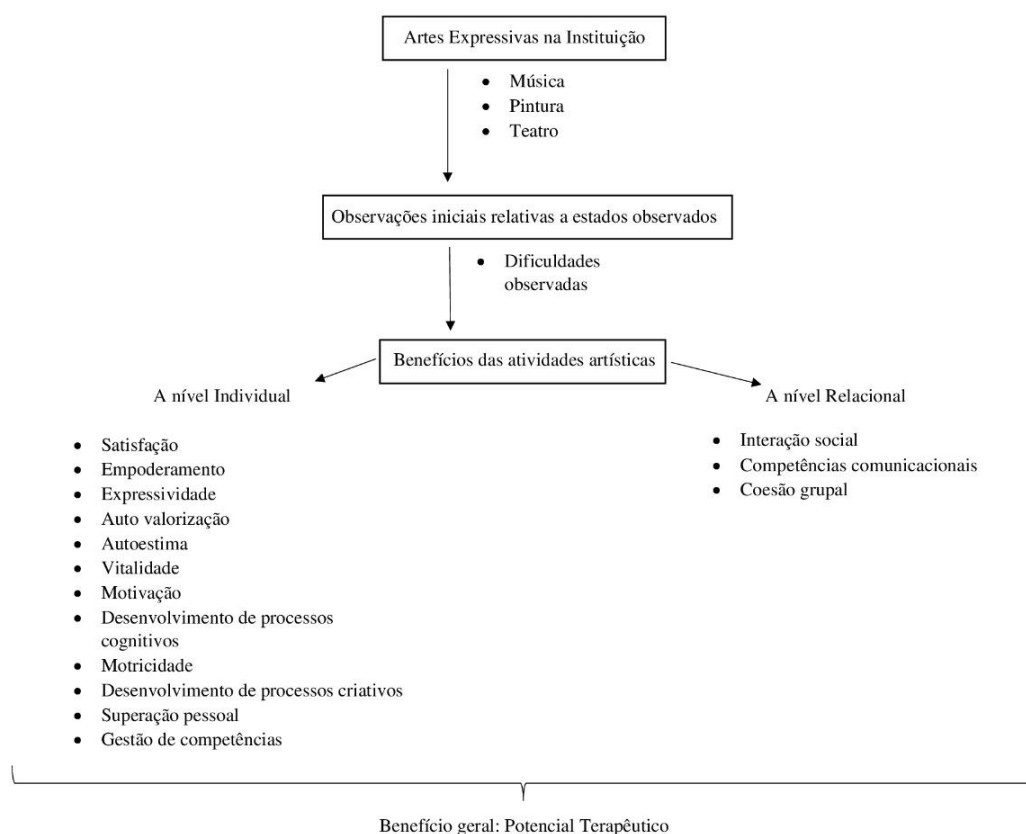 Artes Expressivas na Instituição
• Música
• Pintura
• Teatro
Observações iniciais relativas a estados observados
• Dificuldades
observadas
Benefícios das atividades artísticas
A nível Individual
• Satisfação
• Empoderamento
• Expressividade
• Auto valorização
• Autoestima
• Vitalidade
• Motivação
• Desenvolvimento de processos
cognitivos
• Motricidade
• Desenvolvimento de processos criativos
• Superação pessoal
• Gestão de competências
A nível Relacional
• Interação social
• Competências comunicacionais
• Coesão grupal
Benefício geral: Potencial Terapêutico